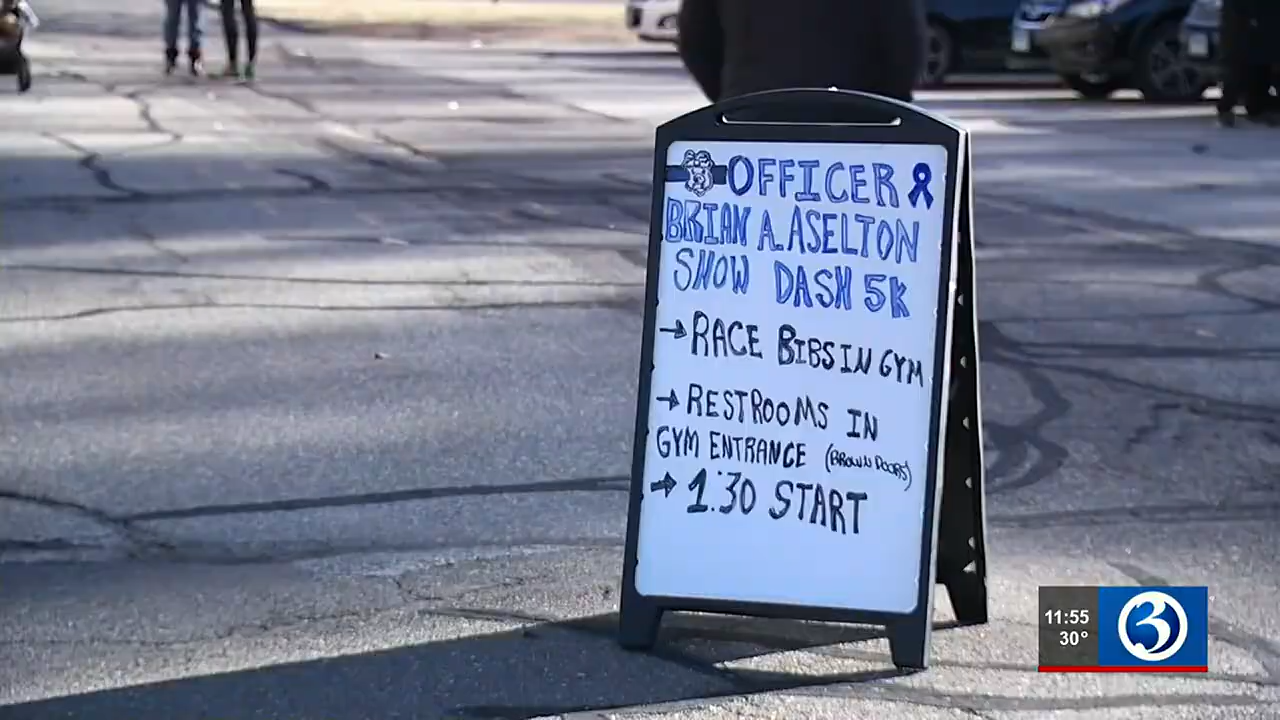 OFFICER
BRIAN A. ASELTON
SNOW DASH 5K
→ RACE BIBS IN GYM
→ RESTROOMS IN
GYM ENTRANCE (BROWN DOORS)
→ 1:30 START
11:55
30°
3